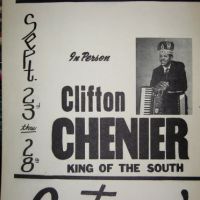 Sept. 23rd thru 28th
In Person
Clifton
CHENIER
KING OF THE SOUTH